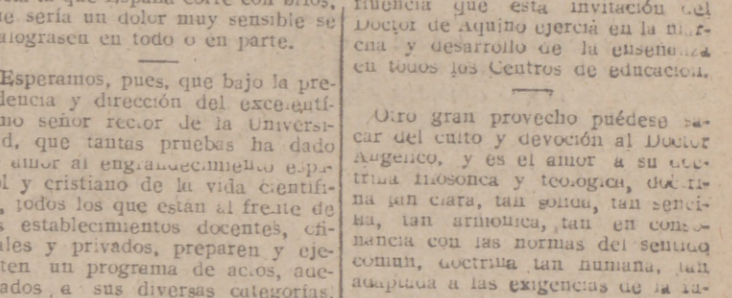 España corre con bríos,
e sería un dolor muy sensible se
alograsen en todo o en parte.
Esperamos, pues, que bajo la pre-
dencia y dirección del excelentí-
mo señor rector de la Universi-
d, que tantas pruebas ha dado
amor al engrandecimiento espi-
l y cristiano de la vida científi-
, todos los que están al frente de
s establecimientos docentes, ofi-
ales y privados, preparen y eje-
ten un programa de actos, ade-
ados a sus diversas categorías,
fluencia que esta invitación del
Doctor de Aquino ejercía en la mar-
cha y desarrollo de la enseñanza
en todos los Centros de educación.
Otro gran provecho puédese sa-
car del culto y devoción al Doctor
Angélico, y es el amor a su doc-
trina filosófica y teológica, doctri-
na tan clara, tan sólida, tan senci-
lla, tan armónica, tan en conso-
nancia con las normas del sentido
común, doctrina tan humana, tan
adaptada a las exigencias de la ra-